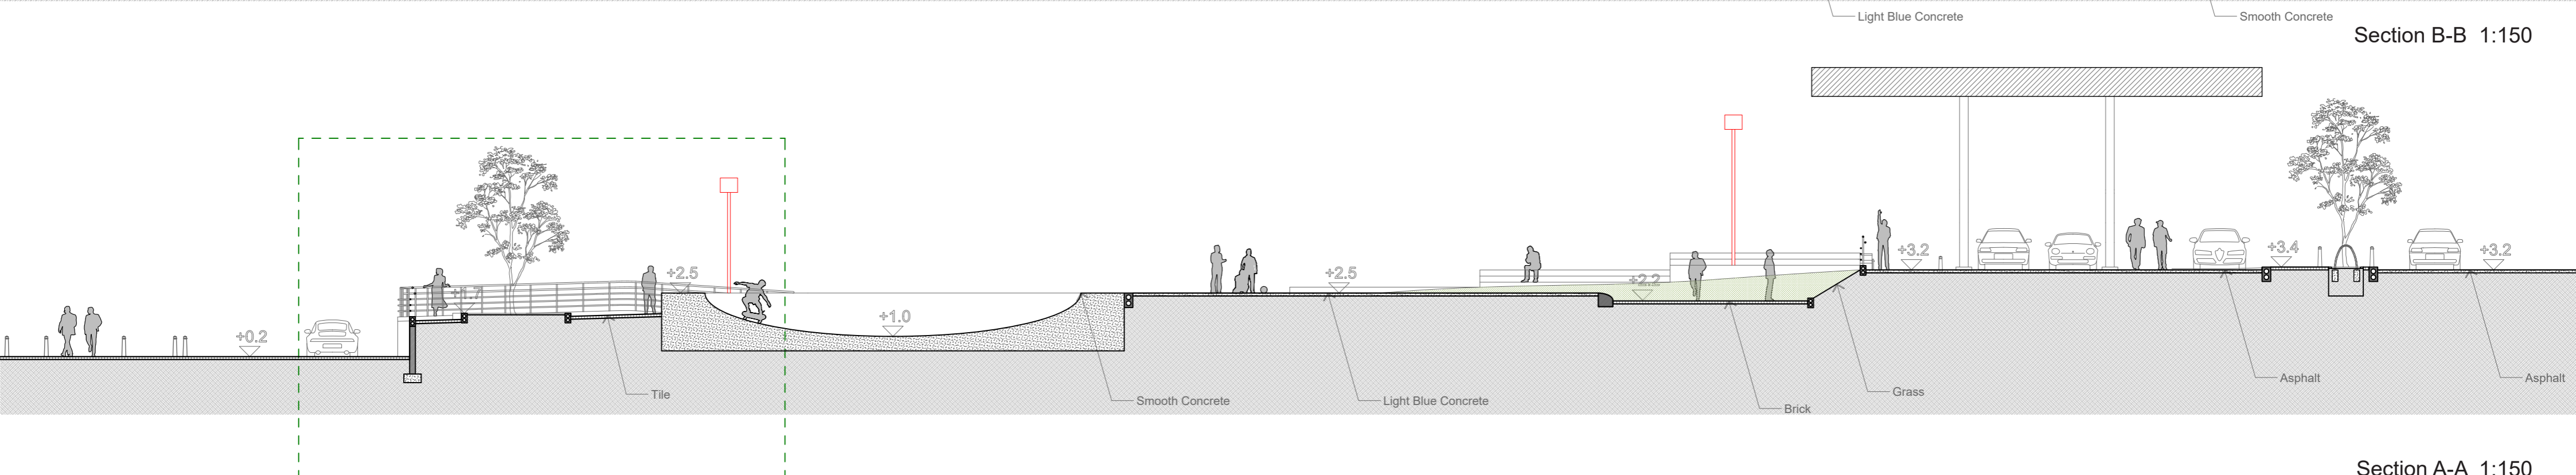 Light Blue Concrete
Smooth Concrete
Section B-B 1:150
+0.2
+1.7
+2.5
+1.0
+2.5
+2.2
+3.2
+3.4
+3.2
Tile
Smooth Concrete
Light Blue Concrete
Brick
Grass
Asphalt
Asphalt
Section A-A 1:150